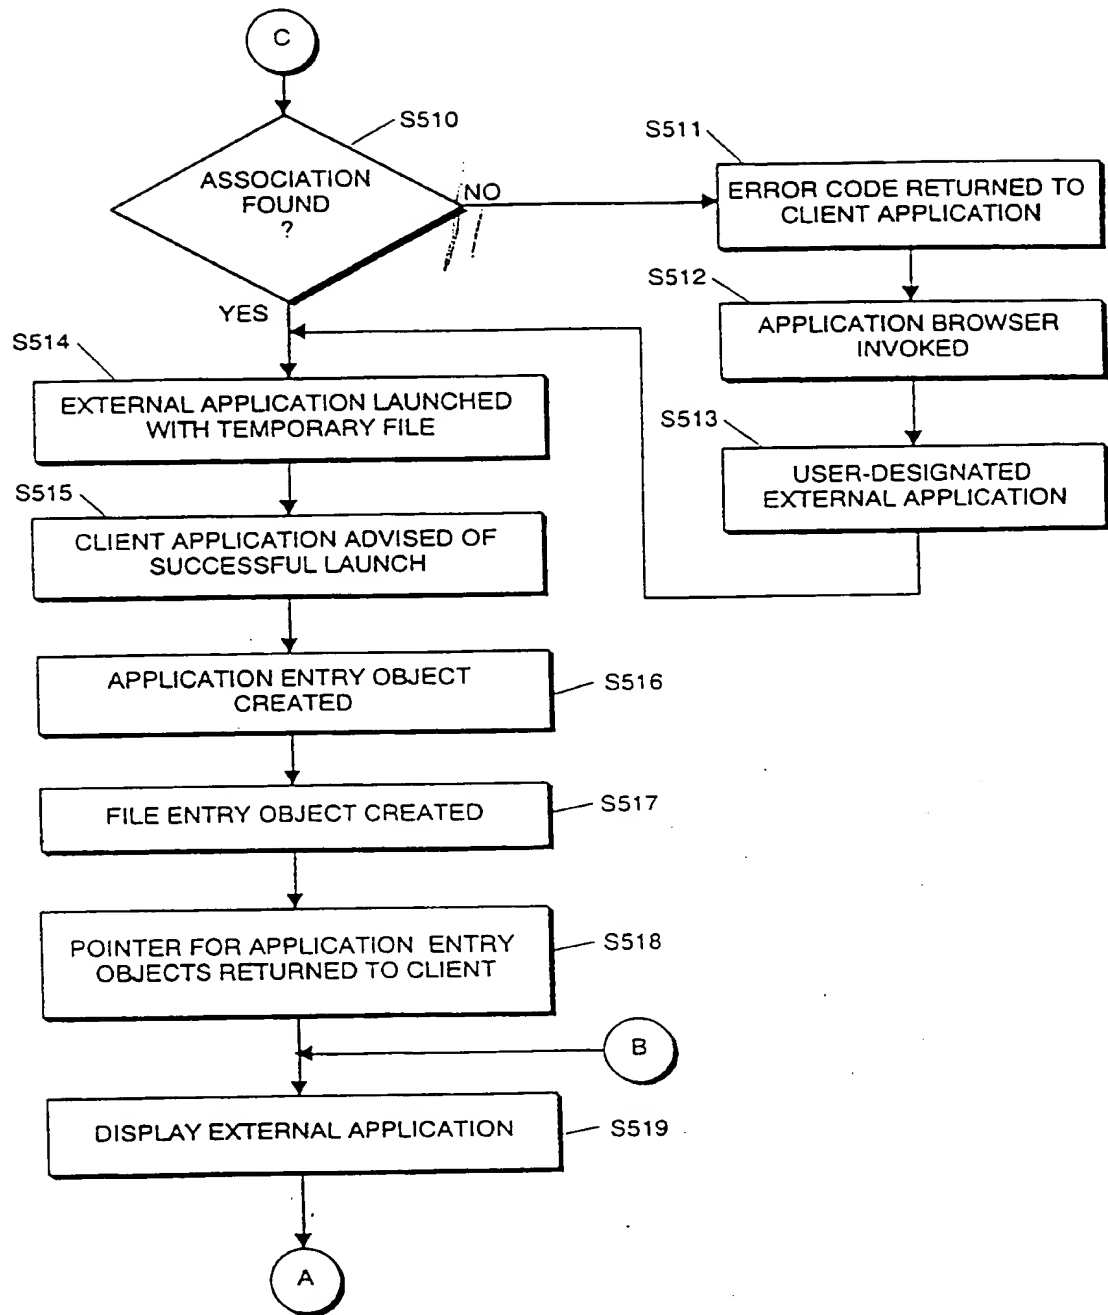 C
S510
ASSOCIATION
FOUND
?
NO
YES
S511
ERROR CODE RETURNED TO
CLIENT APPLICATION
S512
APPLICATION BROWSER
INVOKED
S513
USER-DESIGNATED
EXTERNAL APPLICATION
S514
EXTERNAL APPLICATION LAUNCHED
WITH TEMPORARY FILE
S515
CLIENT APPLICATION ADVISED OF
SUCCESSFUL LAUNCH
APPLICATION ENTRY OBJECT
CREATED
S516
FILE ENTRY OBJECT CREATED
S517
POINTER FOR APPLICATION ENTRY
OBJECTS RETURNED TO CLIENT
S518
B
DISPLAY EXTERNAL APPLICATION
S519
A